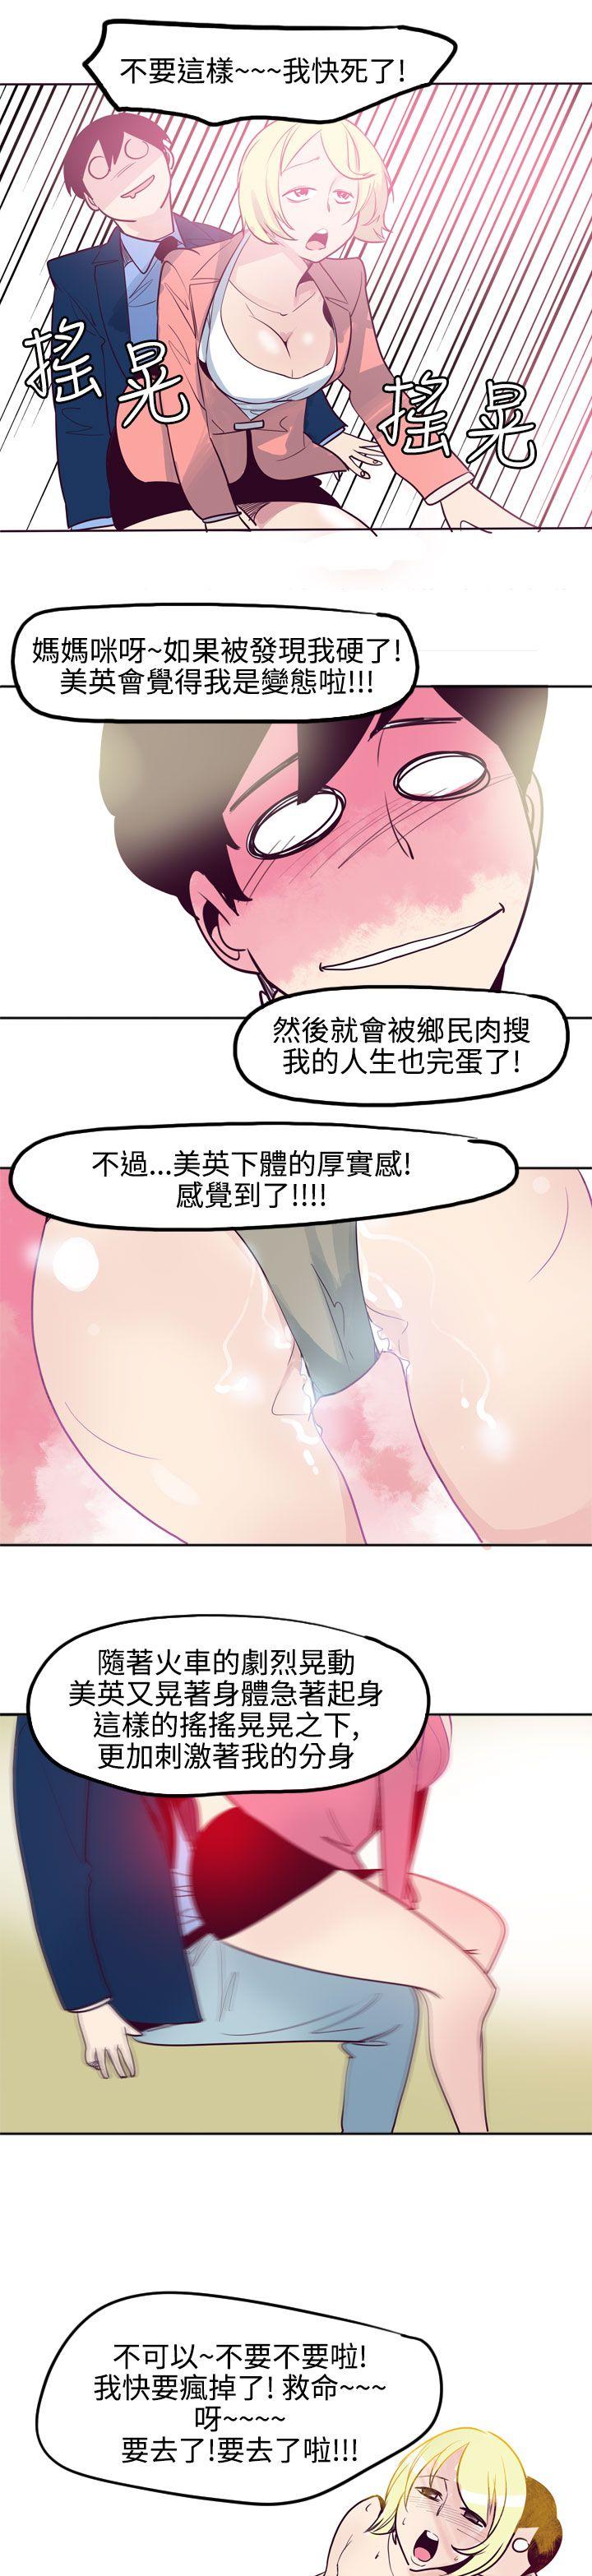 不要這樣~~~我快死了!
搖晃
搖晃
媽媽咪呀~如果被發現我硬了!
美英會覺得我是變態啦!!!
然後就會被鄉民肉搜
我的人生也完蛋了!
不過...美英下體的厚實感!
感覺到了!!!!
隨著火車的劇烈晃動
美英又晃著身體急著起身
這樣的搖搖晃晃之下,
更加刺激著我的分身
不可以~不要不要啦!
我快要瘋掉了! 救命~~~
呀~~~~
要去了!要去了啦!!!